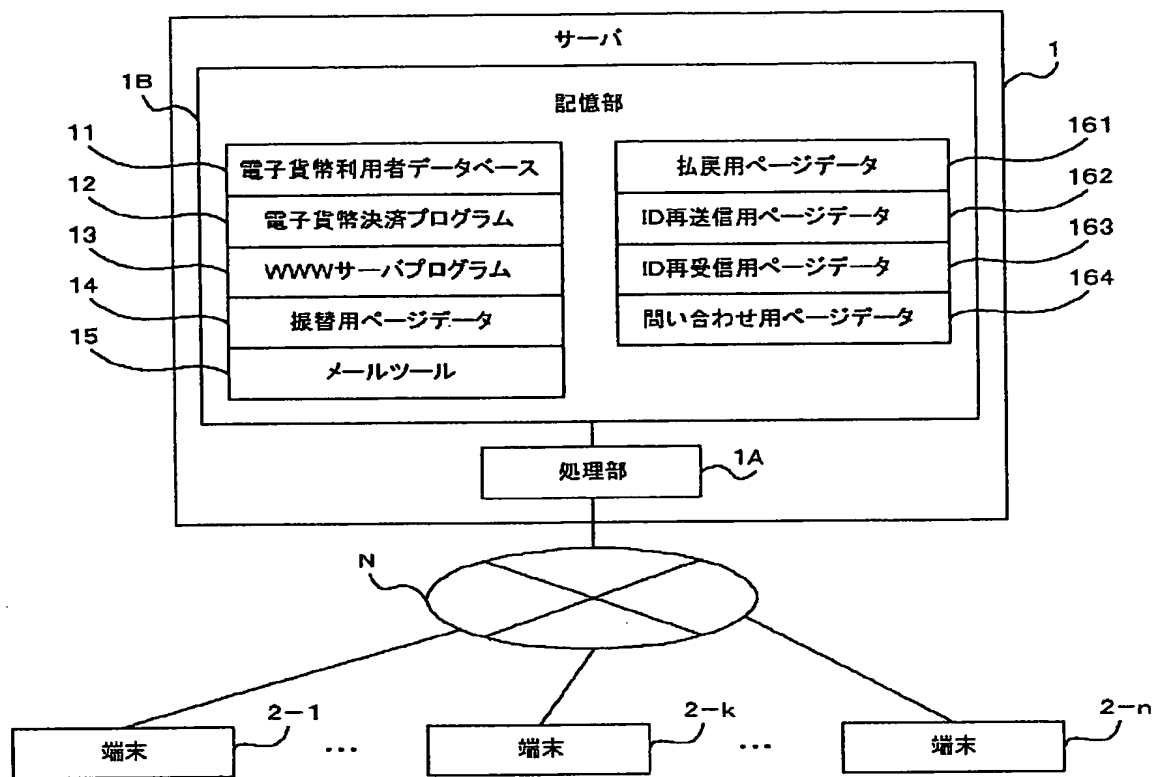 サーバ
1
1B
記憶部
11
電子貨幣利用者データベース
12
電子貨幣決済プログラム
13
WWWサーバプログラム
14
振替用ページデータ
15
メールツール
払戻用ページデータ
161
ID再送信用ページデータ
162
ID再受信用ページデータ
163
問い合わせ用ページデータ
164
処理部
1A
N
端末
2-1
...
端末
2-k
...
端末
2-n